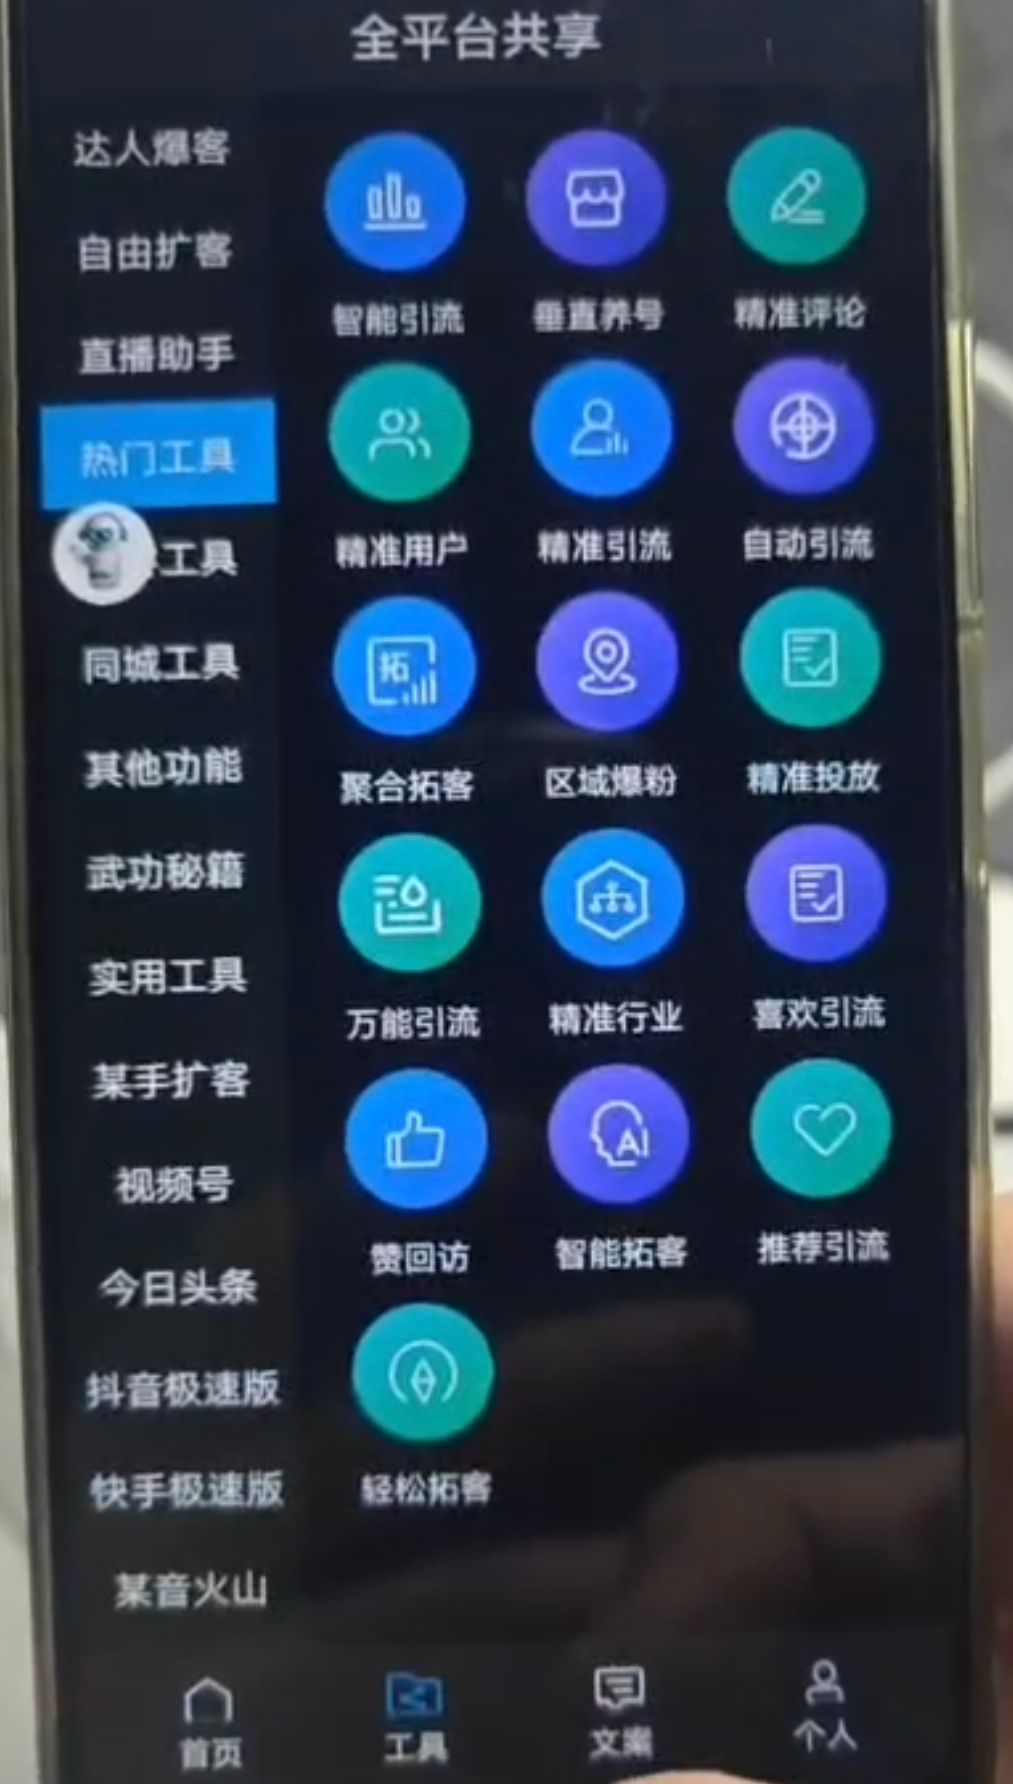 全平台共享
达人爆客
自由扩客
直播助手
热门工具
工具
同城工具
其他功能
武功秘籍
实用工具
某手扩客
视频号
今日头条
抖音极速版
快手极速版
某音火山
智能引流
垂直养号
精准评论
精准用户
精准引流
自动引流
拓
聚合拓客
区域爆粉
精准投放
万能引流
精准行业
喜欢引流
AI
赞回访
智能拓客
推荐引流
轻松拓客
首页
工具
文案
个人